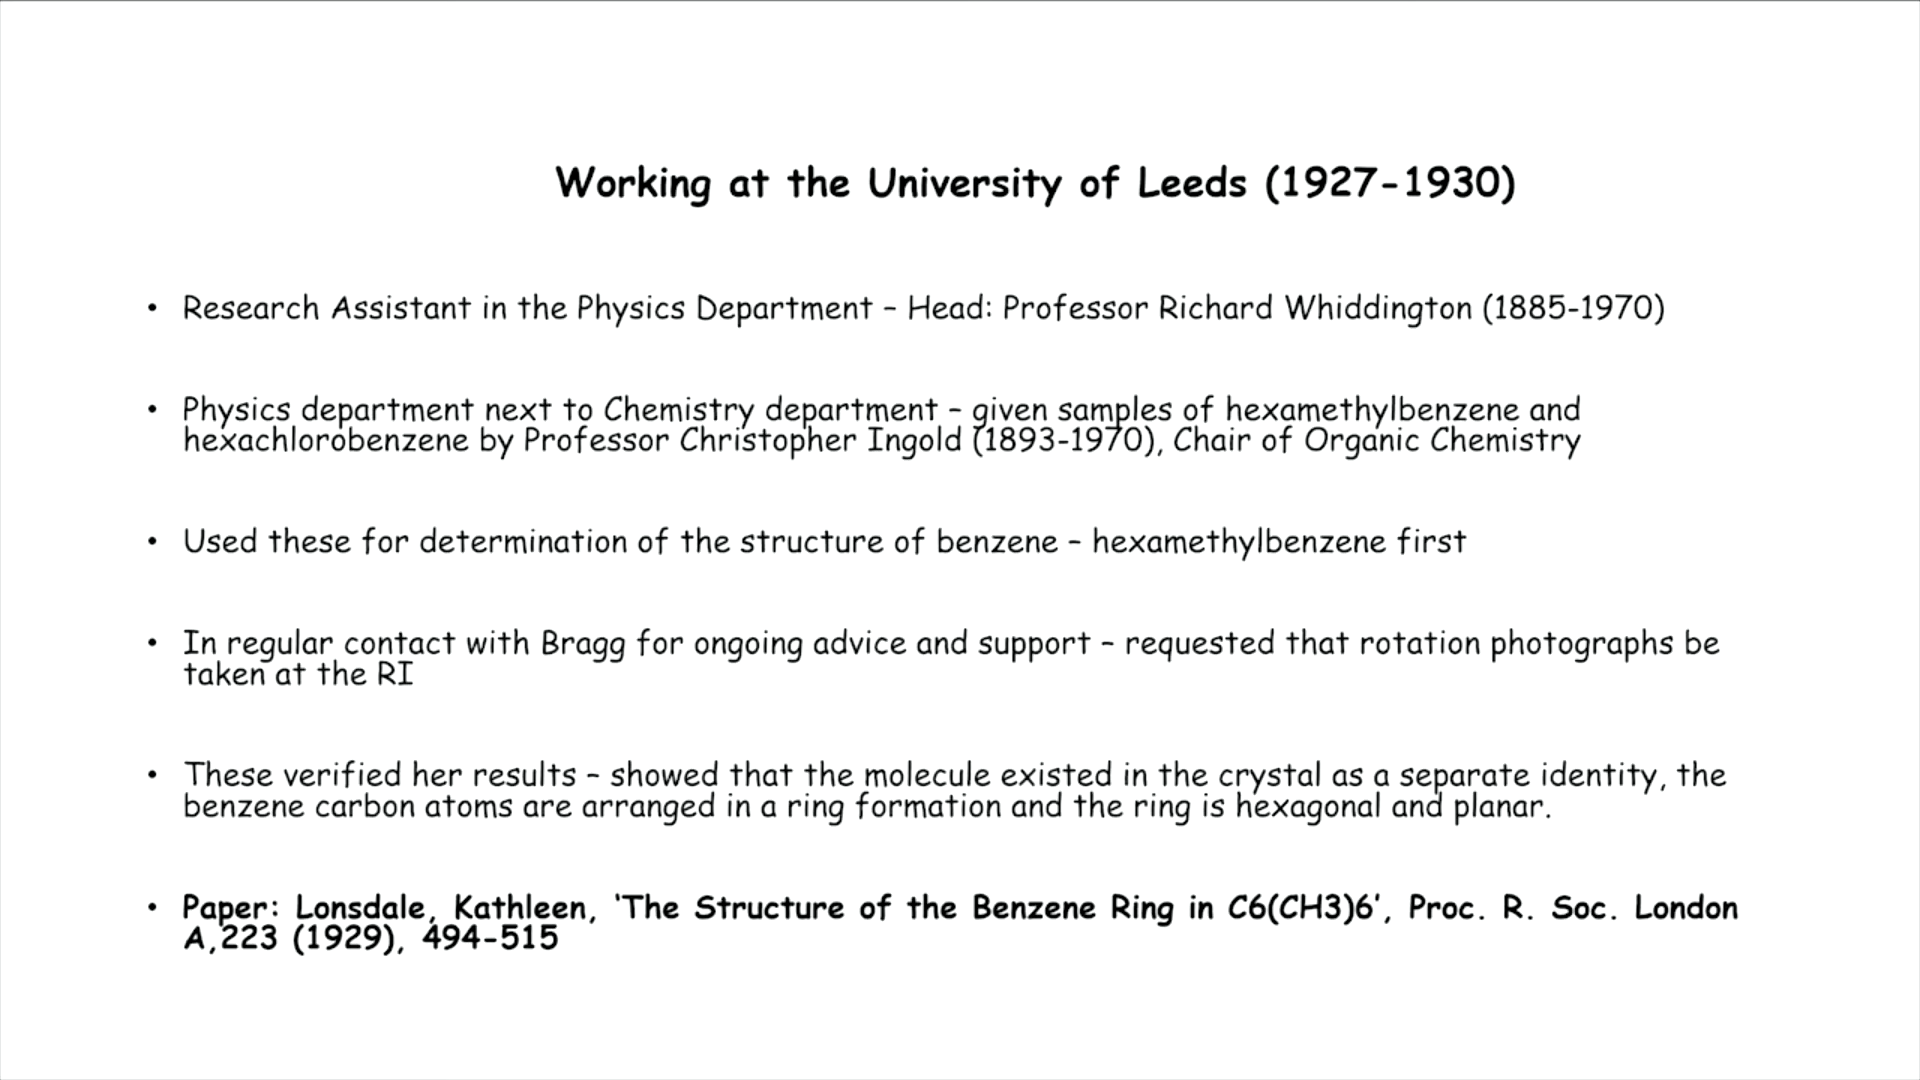 Working at the University of Leeds (1927-1930)
• Research Assistant in the Physics Department – Head: Professor Richard Whiddington (1885-1970)
• Physics department next to Chemistry department – given samples of hexamethylbenzene and
hexachlorobenzene by Professor Christopher Ingold (1893-1970), Chair of Organic Chemistry
• Used these for determination of the structure of benzene – hexamethylbenzene first
• In regular contact with Bragg for ongoing advice and support – requested that rotation photographs be
taken at the RI
• These verified her results – showed that the molecule existed in the crystal as a separate identity, the
benzene carbon atoms are arranged in a ring formation and the ring is hexagonal and planar.
• Paper: Lonsdale, Kathleen, ‘The Structure of the Benzene Ring in C6(CH3)6’, Proc. R. Soc. London
A,223 (1929), 494-515